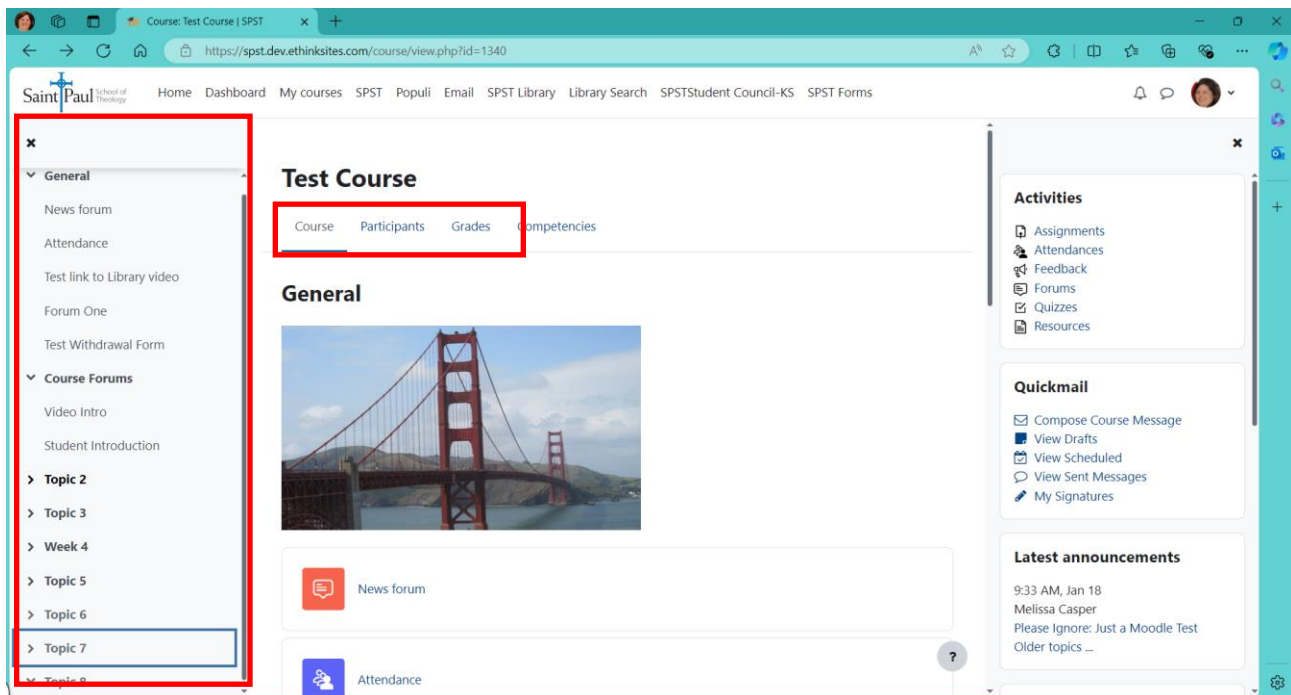 Course: Test Course | SPST
https://spst.dev.ethinksites.com/course/view.php?id=1340
Saint Paul School of Theology
Home Dashboard My courses SPST Populi Email SPST Library Library Search SPSTStudent Council-KS SPST Forms
General
News forum
Attendance
Test link to Library video
Forum One
Test Withdrawal Form
Course Forums
Video Intro
Student Introduction
Topic 2
Topic 3
Week 4
Topic 5
Topic 6
Topic 7
Topic 8
Test Course
Course Participants Grades Competencies
General
News forum
Attendance
?
Activities
Assignments
Attendances
Feedback
Forums
Quizzes
Resources
Quickmail
Compose Course Message
View Drafts
View Scheduled
View Sent Messages
My Signatures
Latest announcements
9:33 AM, Jan 18
Melissa Casper
Please Ignore: Just a Moodle Test
Older topics ...